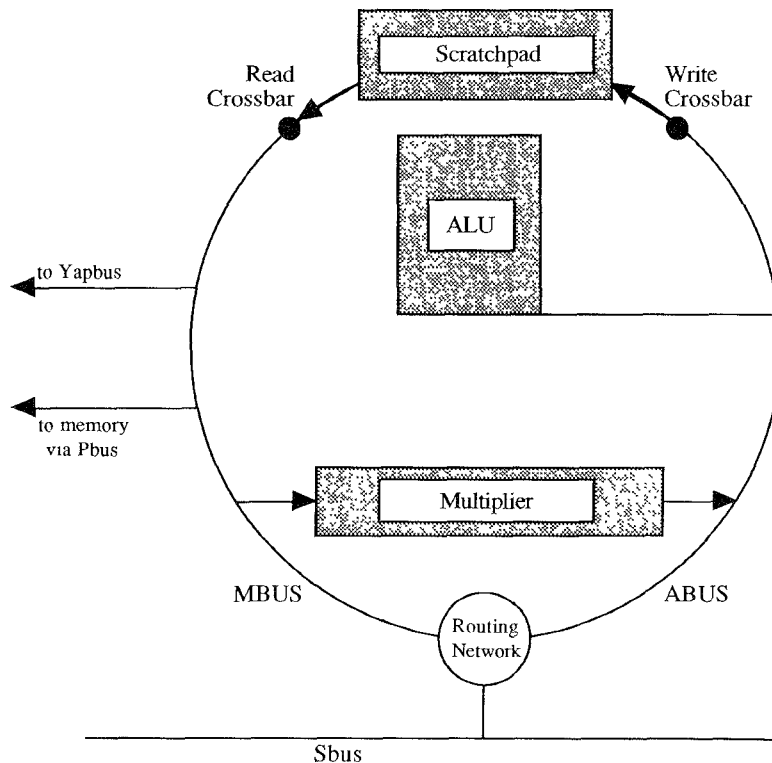 Scratchpad
Read
Crossbar
Write
Crossbar
ALU
to Yapbus
to memory
via Pbus
Multiplier
MBUS
ABUS
Routing
Network
Sbus